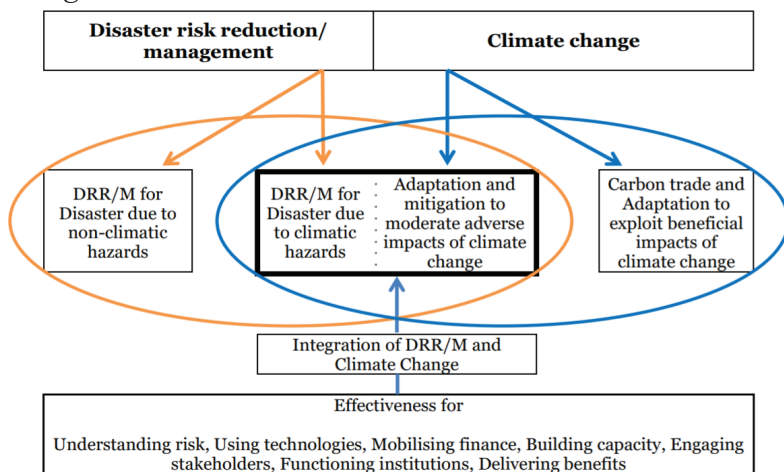 Disaster risk reduction/
management
Climate change
DRR/M for
Disaster due to
non-climatic
hazards
DRR/M for
Disaster due
to climatic
hazards
Adaptation and
mitigation to
moderate adverse
impacts of climate
change
Carbon trade and
Adaptation to
exploit beneficial
impacts of
climate change
Integration of DRR/M and
Climate Change
Effectiveness for
Understanding risk, Using technologies, Mobilising finance, Building capacity, Engaging
stakeholders, Functioning institutions, Delivering benefits